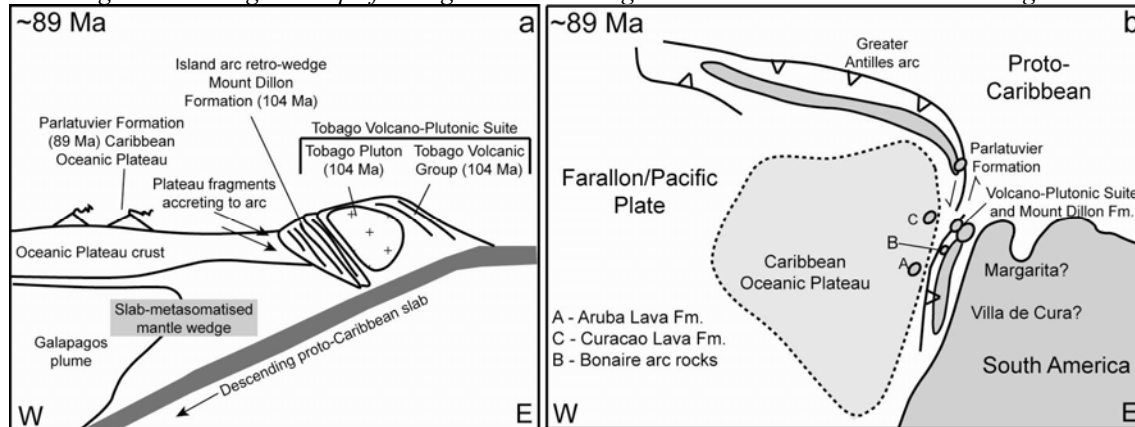 ~89 Ma
a
Island arc retro-wedge
Mount Dillon
Formation (104 Ma)
Parlatuvier Formation
(89 Ma) Caribbean
Oceanic Plateau
Tobago Volcano-Plutonic Suite
Tobago Pluton
(104 Ma)
Tobago Volcanic
Group (104 Ma)
Plateau fragments
accreting to arc
Oceanic Plateau crust
Slab-metasomatised
mantle wedge
Galapagos
plume
Descending proto-Caribbean slab
W
E
~89 Ma
b
Greater
Antilles arc
Proto-
Caribbean
Parlatuvier
Formation
Farallon/Pacific
Plate
Volcano-Plutonic Suite
and Mount Dillon Fm.
C
B
A
Caribbean
Oceanic Plateau
Margarita?
Villa de Cura?
A - Aruba Lava Fm.
C - Curacao Lava Fm.
B - Bonaire arc rocks
South America
W
E